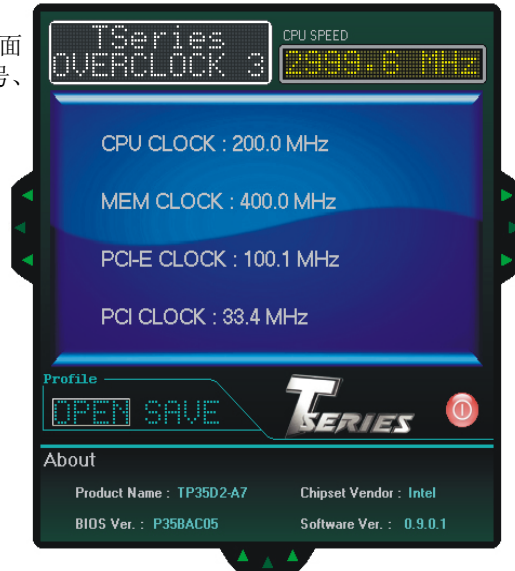 面
号、
TSeries
OVERCLOCK 3
CPU SPEED
2999.6 MHz
CPU CLOCK : 200.0 MHz
MEM CLOCK : 400.0 MHz
PCI-E CLOCK : 100.1 MHz
PCI CLOCK : 33.4 MHz
Profile
OPEN SAVE
TSERIES
About
Product Name : TP35D2-A7
Chipset Vendor : Intel
BIOS Ver. : P35BAC05
Software Ver. : 0.9.0.1